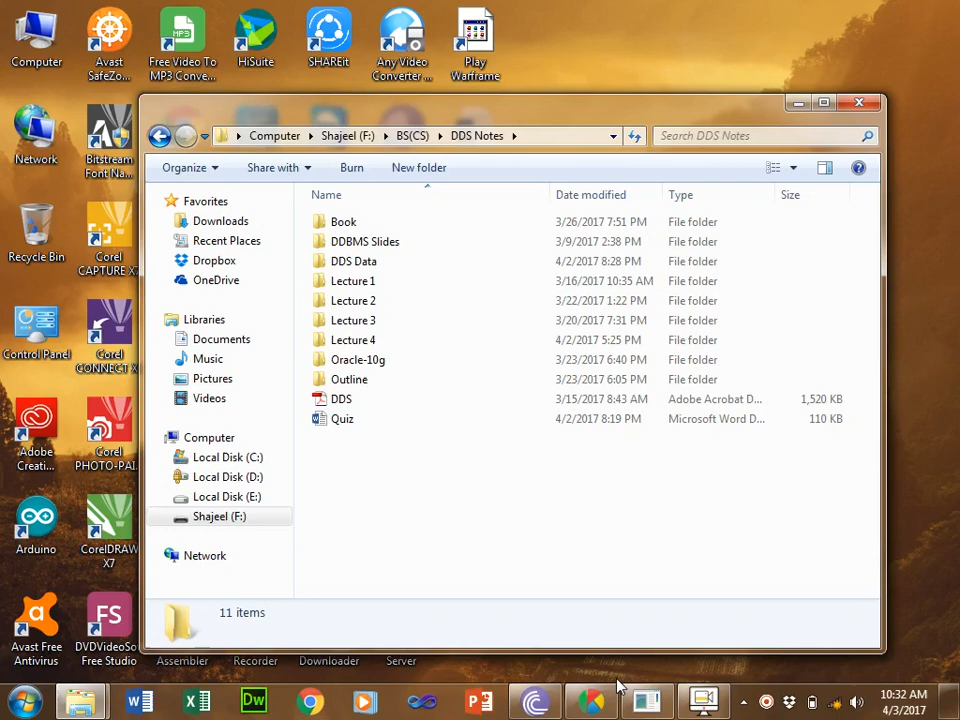 Computer
Avast
SafeZo...
Free Video To
MP3 Conve...
HiSuite
SHAREit
Any Video
Converter ...
Play
Warframe
Network
Bitstream
Font Na...
Recycle Bin
Corel
CAPTURE X7
Control Panel
Corel
CONNECT X
Adobe
Creati...
Corel
PHOTO-PAI.
Arduino
CorelDRAW
X7
Avast Free
Antivirus
FS
DVDVideoSo
Free Studio
Assembler
Recorder
Downloader
Server
Computer
Shajeel (F:)
BS(CS)
DDS Notes
Search DDS Notes
Organize
Share with
Burn
New folder
Favorites
Downloads
Recent Places
Dropbox
OneDrive
Libraries
Documents
Music
Pictures
Videos
Computer
Local Disk (C:)
Local Disk (D:)
Local Disk (E:)
Shajeel (F:)
Network
Name Date modified Type Size
Book 3/26/2017 7:51 PM File folder
DDBMS Slides 3/9/2017 2:38 PM File folder
DDS Data 4/2/2017 8:28 PM File folder
Lecture 1 3/16/2017 10:35 AM File folder
Lecture 2 3/22/2017 1:22 PM File folder
Lecture 3 3/20/2017 7:31 PM File folder
Lecture 4 4/2/2017 5:25 PM File folder
Oracle-10g 3/23/2017 6:40 PM File folder
Outline 3/23/2017 6:05 PM File folder
DDS 3/15/2017 8:43 AM Adobe Acrobat D... 1,520 KB
Quiz 4/2/2017 8:19 PM Microsoft Word D... 110 KB
11 items
Dw
10:32 AM
4/3/2017